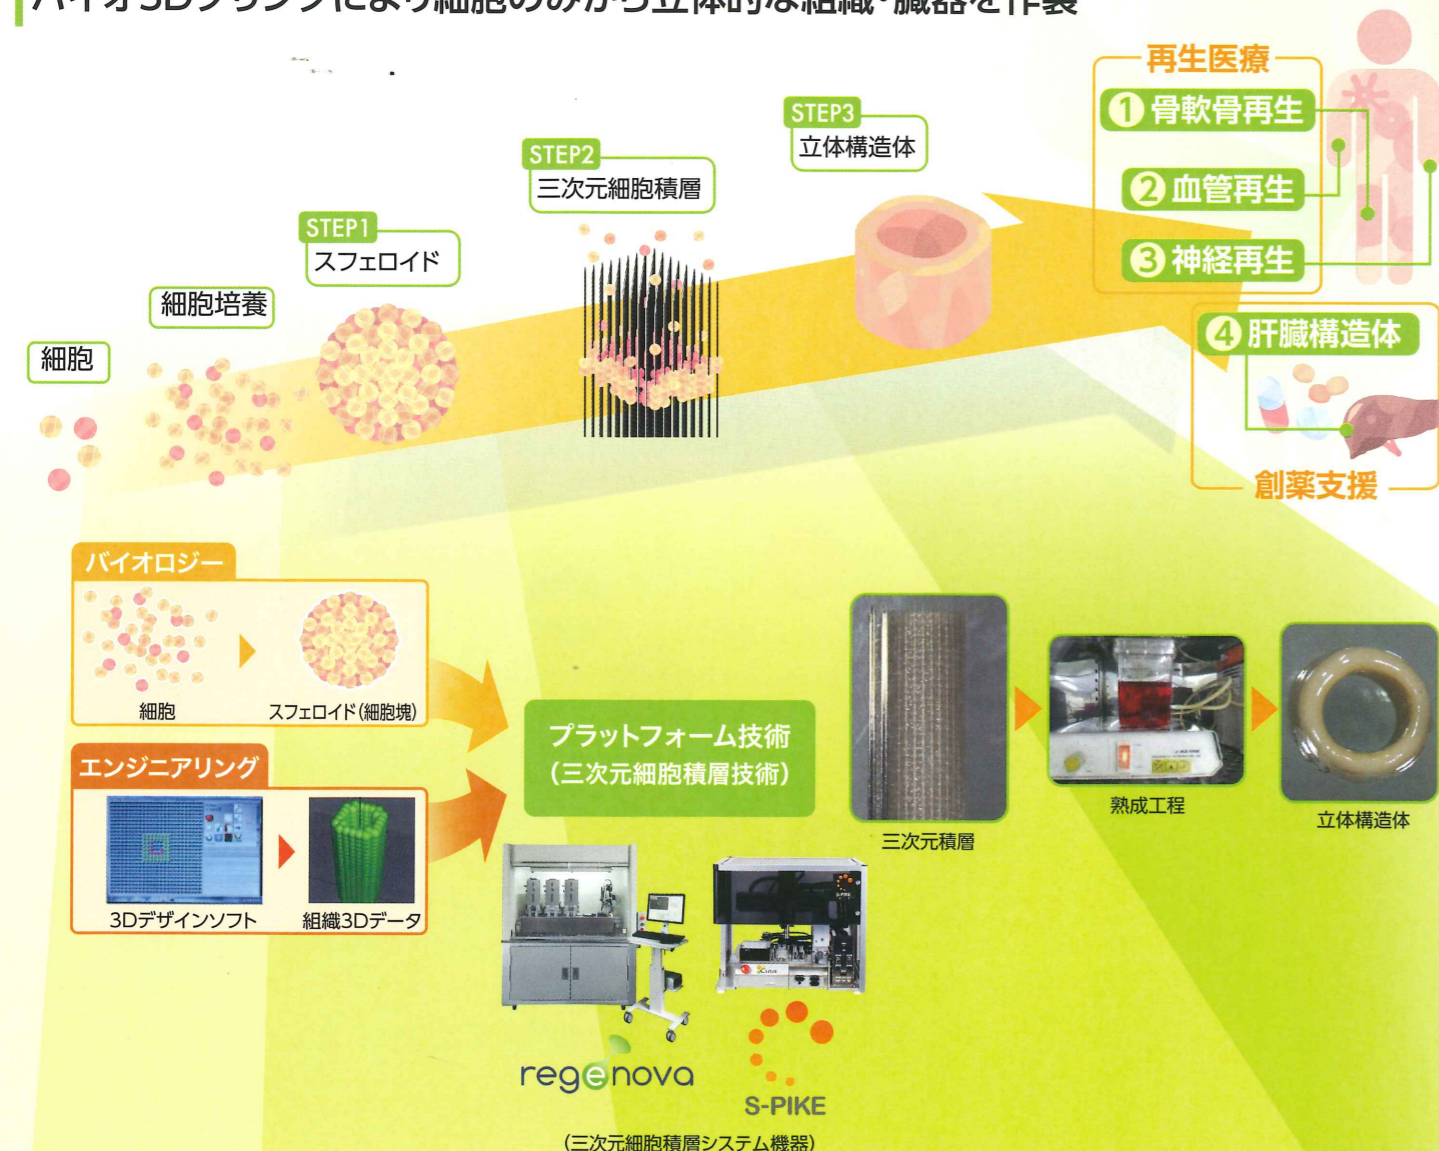 バイオ3Dプリンタにより細胞のみから立体的な組織・臓器を作製
再生医療
1 骨軟骨再生
2 血管再生
3 神経再生
4 肝臓構造体
創薬支援
STEP3
立体構造体
STEP2
三次元細胞積層
STEP1
スフェロイド
細胞培養
細胞
バイオロジー
細胞
スフェロイド(細胞塊)
エンジニアリング
3Dデザインソフト
組織3Dデータ
プラットフォーム技術
(三次元細胞積層技術)
三次元積層
熟成工程
立体構造体
regenova
S-PIKE
(三次元細胞積層システム機器)